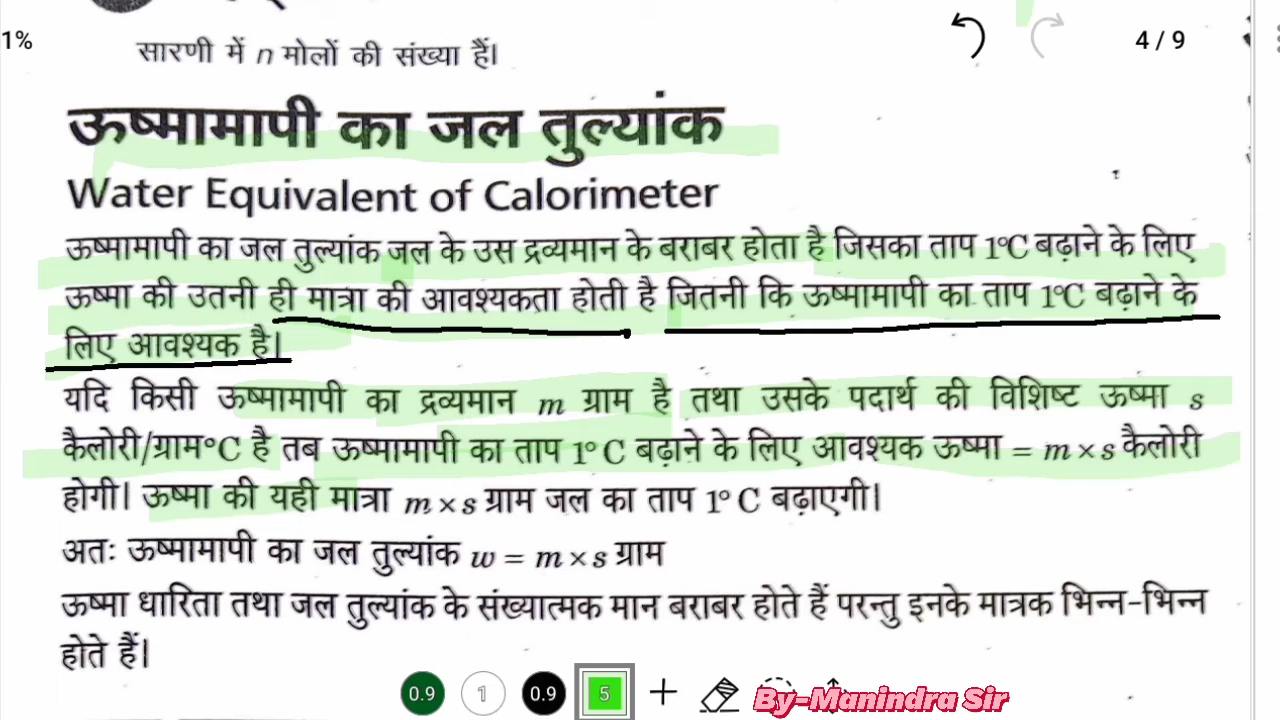 1%
4 / 9
सारणी में n मोलों की संख्या हैं।
ऊष्मामापी का जल तुल्यांक
Water Equivalent of Calorimeter
ऊष्मामापी का जल तुल्यांक जल के उस द्रव्यमान के बराबर होता है जिसका ताप 1°C बढ़ाने के लिए
ऊष्मा की उतनी ही मात्रा की आवश्यकता होती है जितनी कि ऊष्मामापी का ताप 1°C बढ़ाने के
लिए आवश्यक है।
यदि किसी ऊष्मामापी का द्रव्यमान m ग्राम है तथा उसके पदार्थ की विशिष्ट ऊष्मा s
कैलोरी/ग्राम°C है तब ऊष्मामापी का ताप 1° C बढ़ाने के लिए आवश्यक ऊष्मा = m × s कैलोरी
होगी। ऊष्मा की यही मात्रा m × s ग्राम जल का ताप 1° C बढ़ाएगी।
अतः ऊष्मामापी का जल तुल्यांक w = m × s ग्राम
ऊष्मा धारिता तथा जल तुल्यांक के संख्यात्मक मान बराबर होते हैं परन्तु इनके मात्रक भिन्न-भिन्न
होते हैं।
0.9 1 0.9 5 +
By-Manindra Sir